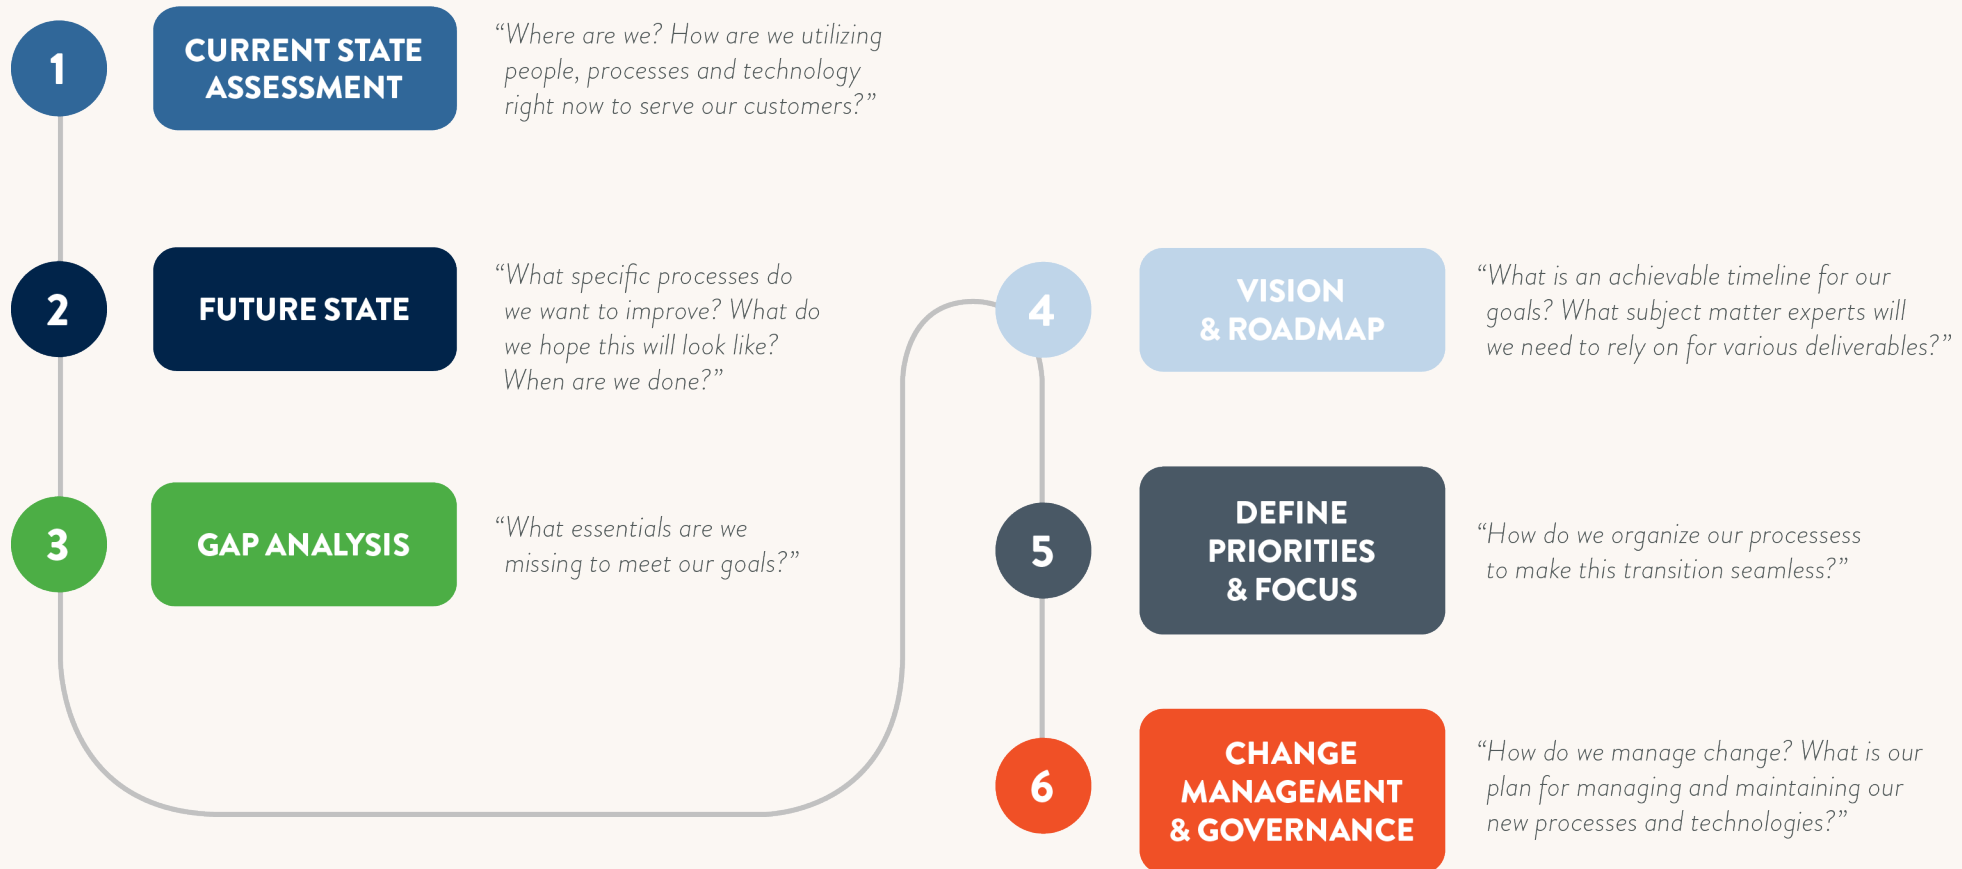 1
CURRENT STATE
ASSESSMENT
“Where are we? How are we utilizing
people, processes and technology
right now to serve our customers?”
2
FUTURE STATE
“What specific processes do
we want to improve? What do
we hope this will look like?
When are we done?”
3
GAP ANALYSIS
“What essentials are we
missing to meet our goals?”
4
VISION
& ROADMAP
“What is an achievable timeline for our
goals? What subject matter experts will
we need to rely on for various deliverables?”
5
DEFINE
PRIORITIES
& FOCUS
“How do we organize our processess
to make this transition seamless?”
6
CHANGE
MANAGEMENT
& GOVERNANCE
“How do we manage change? What is our
plan for managing and maintaining our
new processes and technologies?”